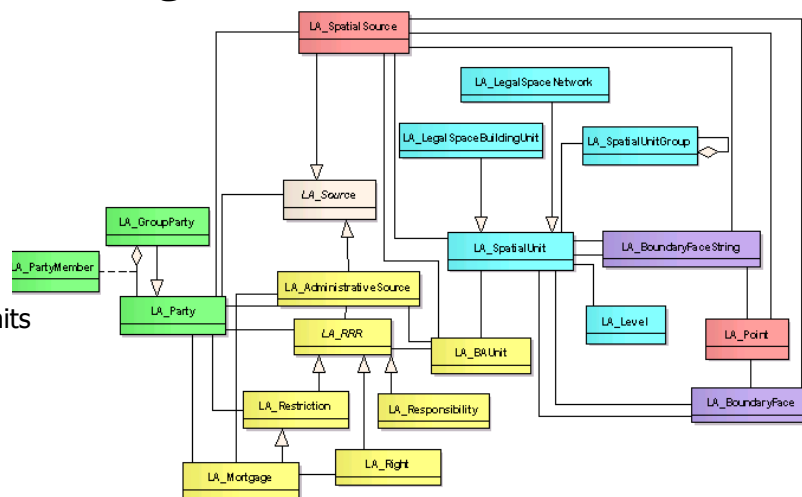 LA_SpatialSource
LA_LegalSpaceNetwork
LA_LegalSpaceBuildingUnit
LA_SpatialUnitGroup
LA_Source
LA_GroupParty
LA_SpatialUnit
LA_BoundaryFaceString
LA_PartyMember
LA_AdministrativeSource
LA_Party
nits
LA_Level
LA_RRR
LA_Point
LA_BAUnit
LA_Restriction
LA_Responsibility
LA_BoundaryFace
LA_Right
LA_Mortgage